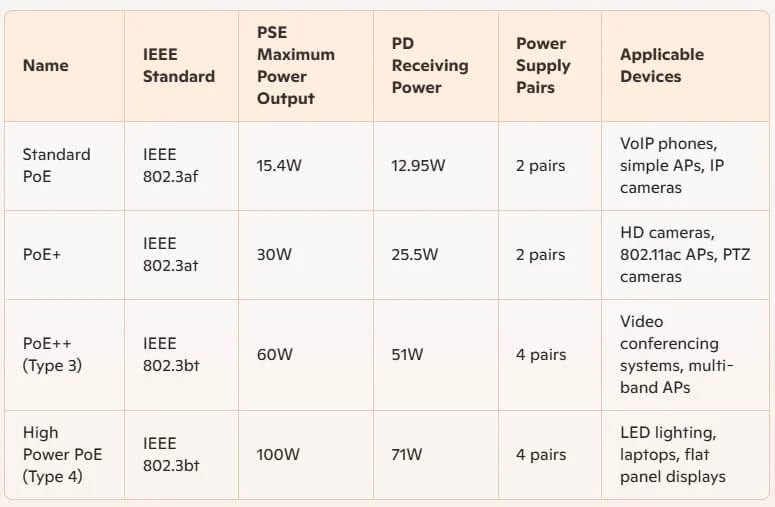 Name
IEEE
Standard
PSE
Maximum
Power
Output
PD
Receiving
Power
Power
Supply
Pairs
Applicable
Devices
Standard
PoE
IEEE
802.3af
15.4W
12.95W
2 pairs
VoIP phones,
simple APs, IP
cameras
PoE+
IEEE
802.3at
30W
25.5W
2 pairs
HD cameras,
802.11ac APs, PTZ
cameras
PoE++
(Type 3)
IEEE
802.3bt
60W
51W
4 pairs
Video
conferencing
systems, multi-
band APs
High
Power PoE
(Type 4)
IEEE
802.3bt
100W
71W
4 pairs
LED lighting,
laptops, flat
panel displays